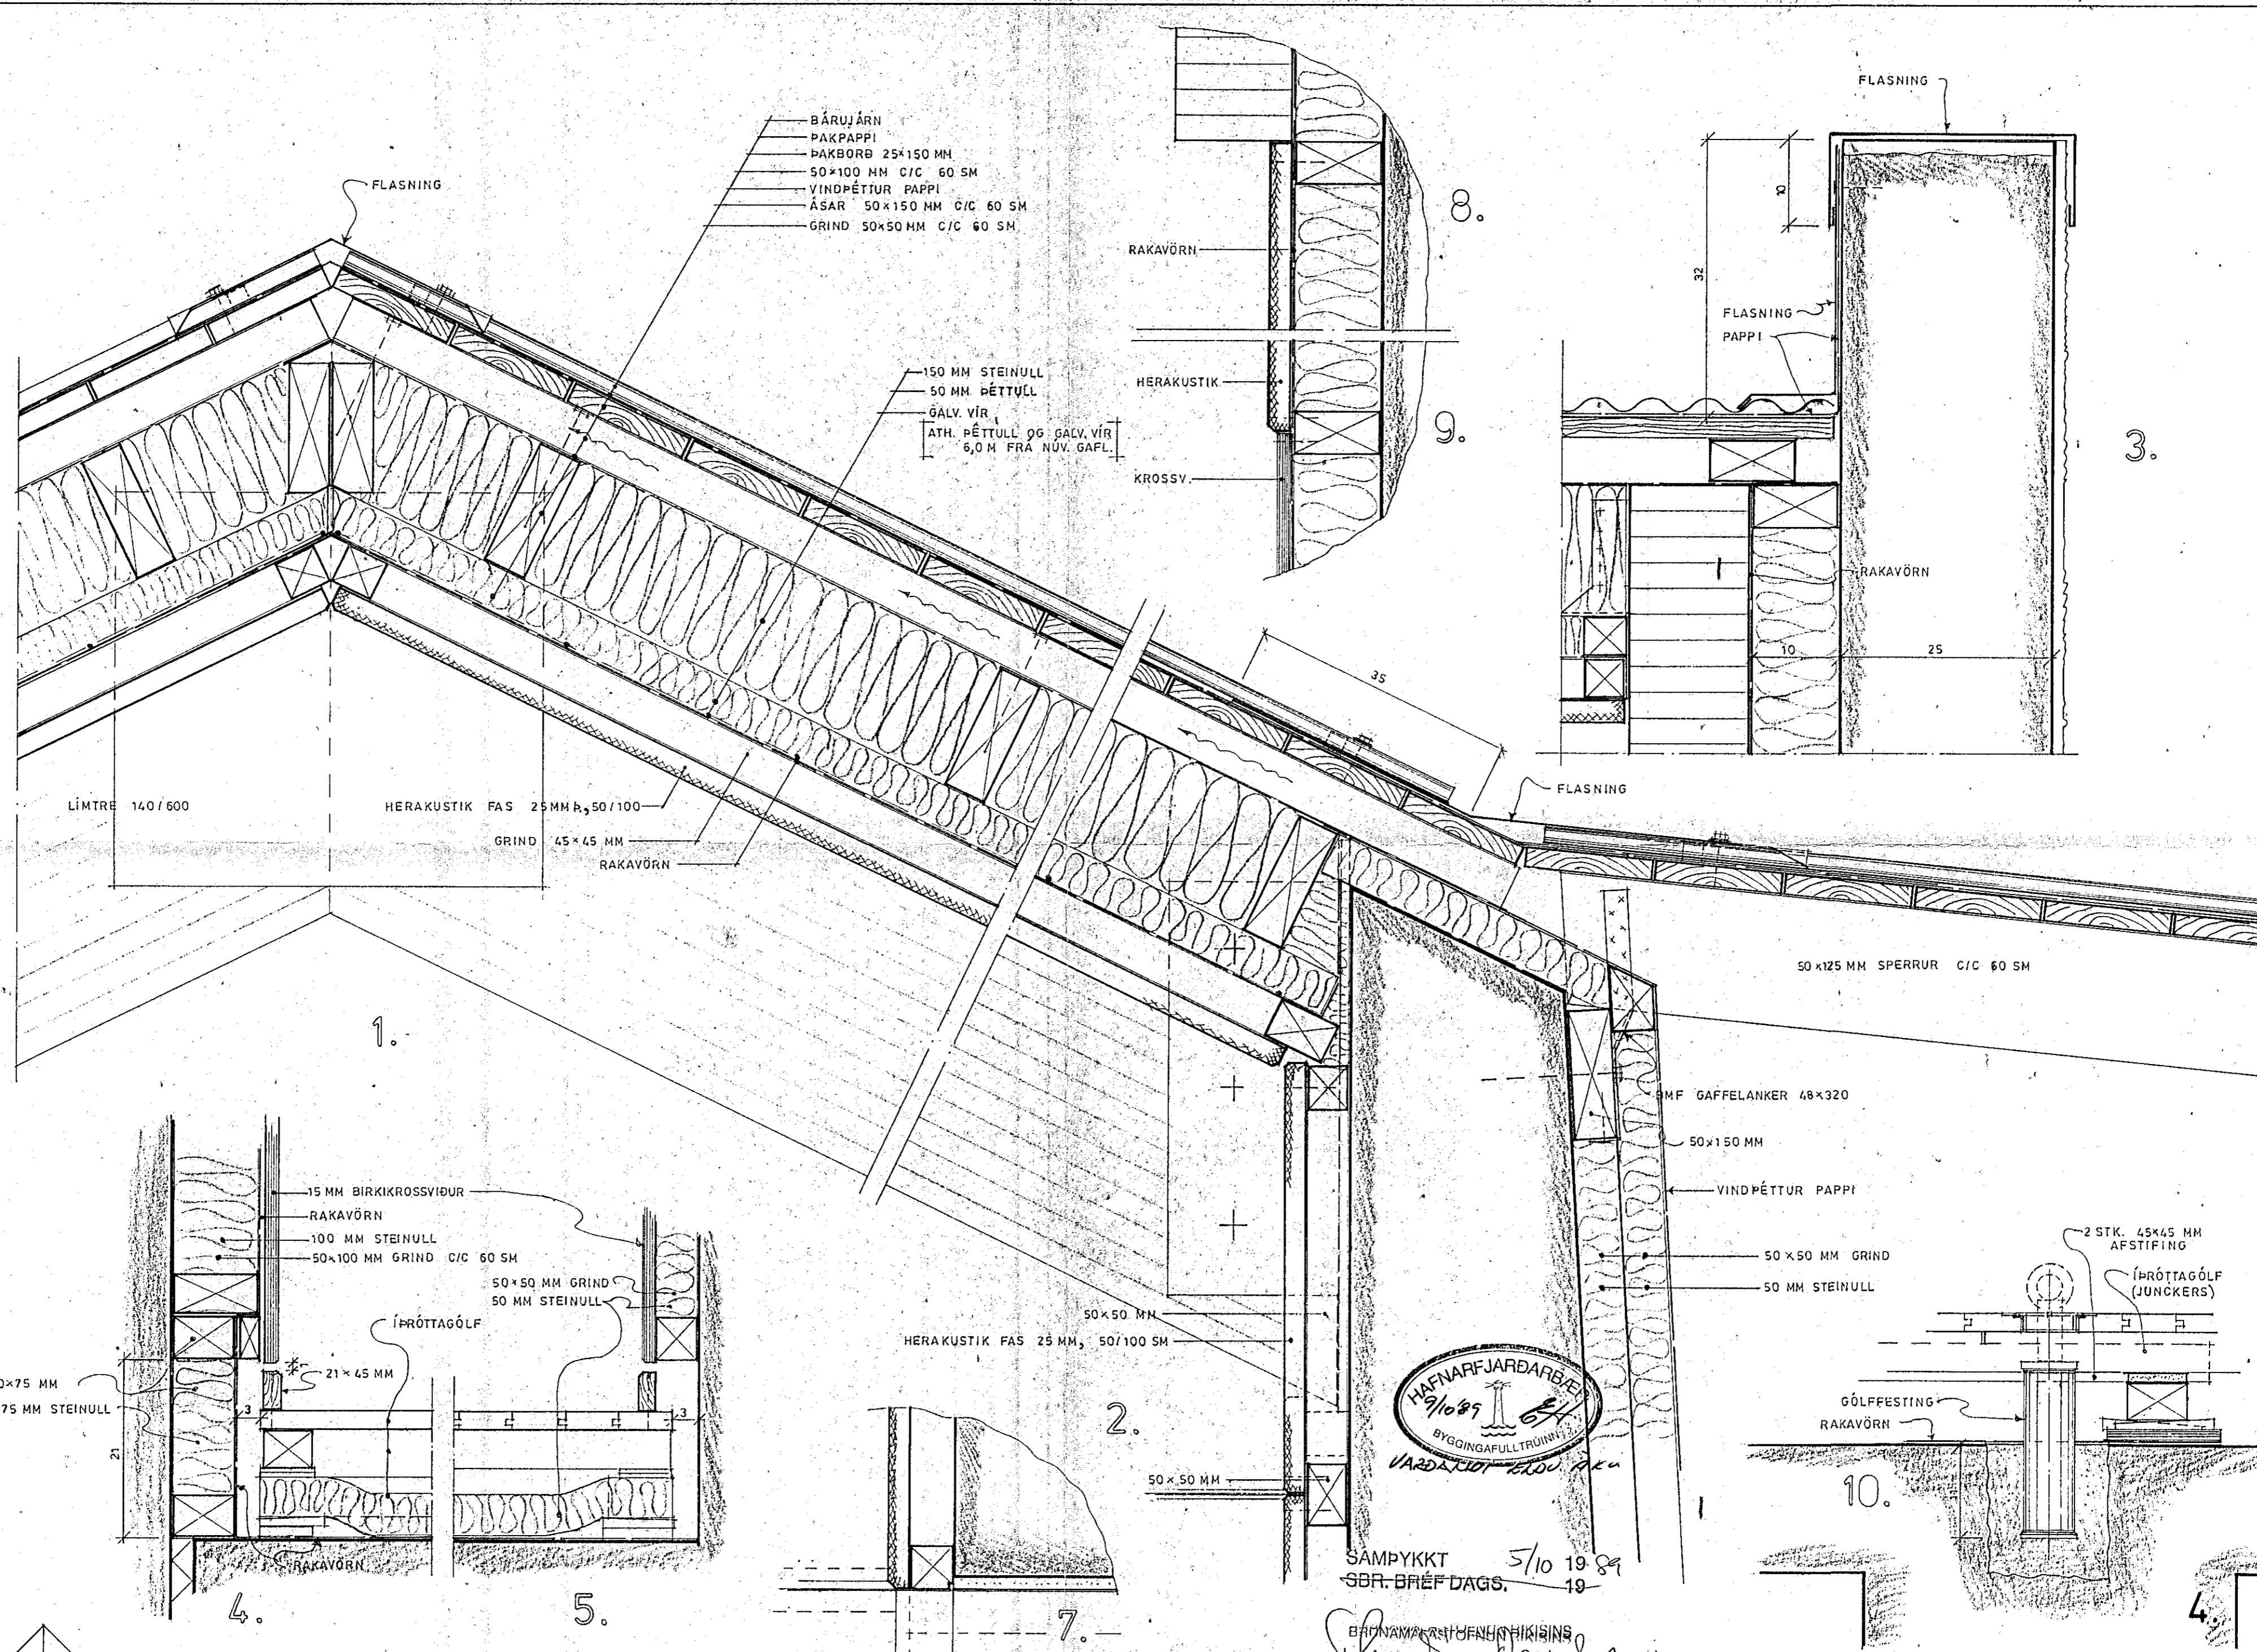 FLASNING
BÁRUJÁRN
ÞAKPAPPI
ÞAKBORÐ 25×150 MM
50×100 MM C/C 60 SM
VINDÞÉTTUR PAPPI
ÁSAR 50×150 MM C/C 60 SM
GRIND 50×50 MM C/C 60 SM
150 MM STEINULL
50 MM ÞÉTTULL
GALV. VÍR
ATH. ÞÉTTULL OG GALV. VÍR
6,0 M FRÁ NÚV. GAFL.
LÍMTRÉ 140/600
HERAKUSTIK FAS 25MM Þ., 50/100
GRIND 45×45 MM
RAKAVÖRN
1.
35
FLASNING
50×125 MM SPERRUR C/C 60 SM
RAKAVÖRN
HERAKUSTIK
KROSSV.
8.
9.
FLASNING
10
32
FLASNING
PAPPI
RAKAVÖRN
10
25
3.
BMF GAFFELANKER 48×320
50×150 MM
VINDÞÉTTUR PAPPI
50×50 MM GRIND
50 MM STEINULL
50×50 MM
HERAKUSTIK FAS 25 MM, 50/100 SM
2.
50×50 MM
15 MM BIRKIKROSSVIÐUR
RAKAVÖRN
100 MM STEINULL
50×100 MM GRIND C/C 60 SM
50×50 MM GRIND
50 MM STEINULL
ÍÞRÓTTAGÓLF
21×45 MM
×75 MM
75 MM STEINULL
3
3
21
RAKAVÖRN
4.
5.
7.
2 STK. 45×45 MM
AFSTIFING
ÍÞRÓTTAGÓLF
(JUNCKERS)
GÓLFFESTING
RAKAVÖRN
10.
4.
HAFNARFJARÐARBÆR
9/10 '89
BYGGINGAFULLTRÚINN
SAMÞYKKT 5/10 1989
SBR. BRÉF DAGS. 19